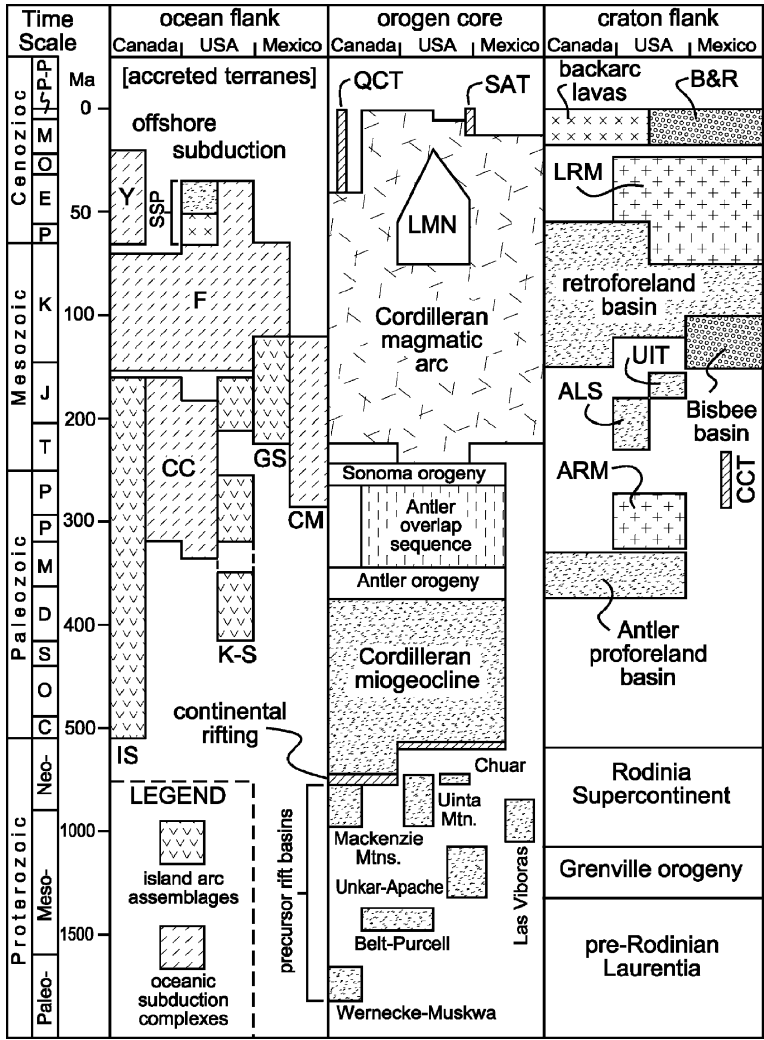 Time
Scale
ocean flank
Canada USA Mexico
orogen core
Canada USA Mexico
craton flank
Canada USA Mexico
Cenozioc
Mesozoic
Paleozoic
Proterozoic
P-P
M
O
E
P
K
J
T
P
P
M
D
S
O
C
Neo-
Meso-
Paleo-
Ma
0
50
100
200
300
400
500
1000
1500
[accreted terranes]
offshore
subduction
Y
SSP
F
CC
GS
CM
K-S
IS
continental
rifting
LEGEND
island arc
assemblages
oceanic
subduction
complexes
QCT
SAT
LMN
Cordilleran
magmatic
arc
Sonoma orogeny
Antler
overlap
sequence
Antler orogeny
Cordilleran
miogeocline
Chuar
Uinta
Mtn.
Mackenzie
Mtns.
Unkar-Apache
Las Viboras
Belt-Purcell
Wernecke-Muskwa
precursor rift basins
backarc
lavas
B&R
LRM
retroforeland
basin
UIT
ALS
Bisbee
basin
ARM
CCT
Antler
proforeland
basin
Rodinia
Supercontinent
Grenville orogeny
pre-Rodinian
Laurentia